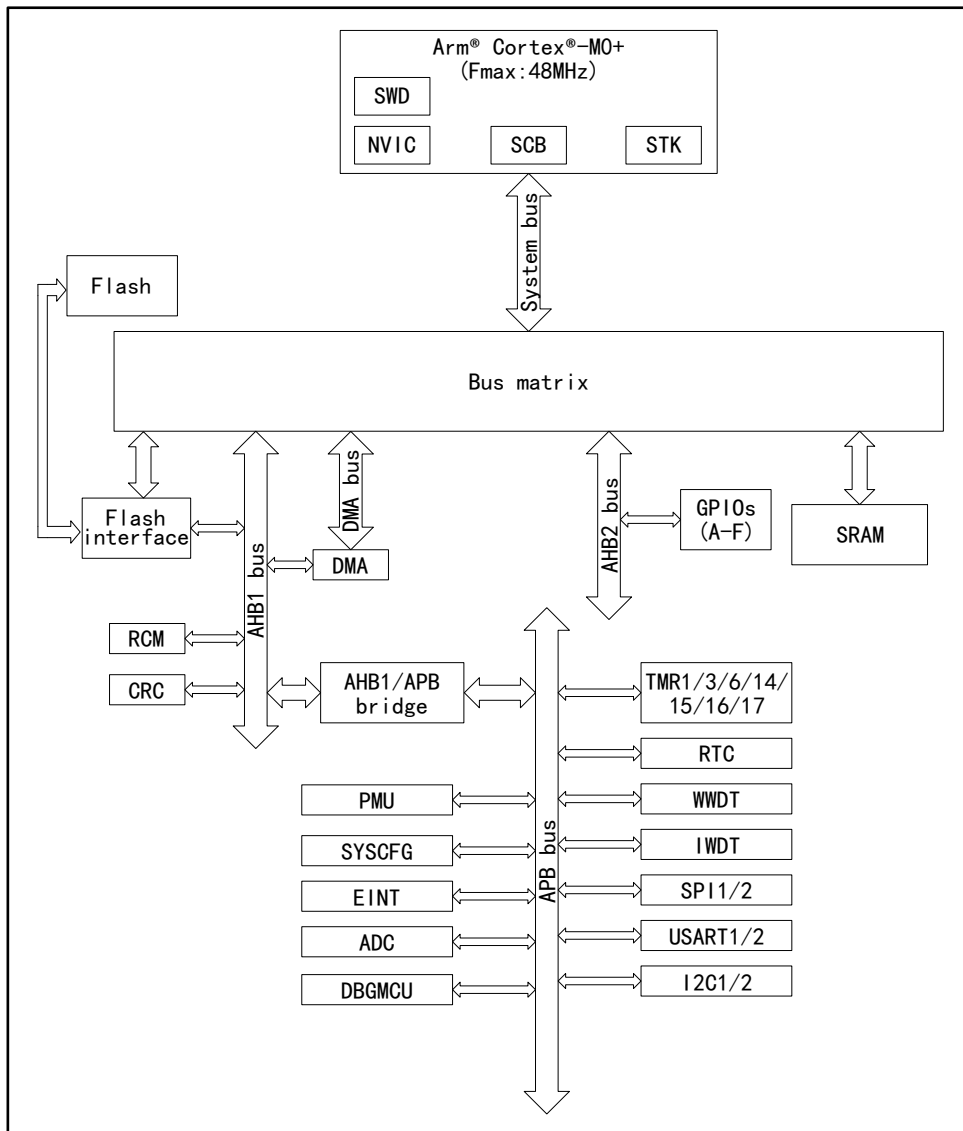 Arm® Cortex®-M0+
(Fmax:48MHz)
SWD
NVIC
SCB
STK
System bus
Flash
Bus matrix
Flash
interface
AHB1 bus
DMA bus
DMA
AHB2 bus
GPIOs
(A-F)
SRAM
RCM
CRC
AHB1/APB
bridge
APB bus
TMR1/3/6/14/
15/16/17
RTC
PMU
WWDT
SYSCFG
IWDT
EINT
SPI1/2
ADC
USART1/2
DBGMCU
I2C1/2